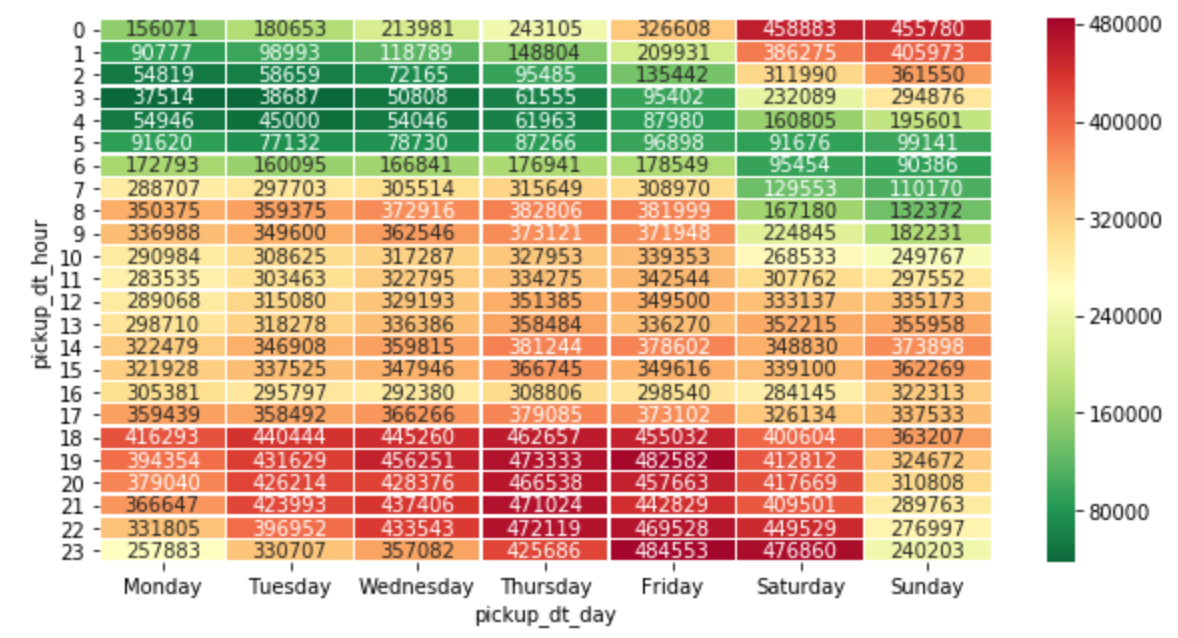 0 156071 180653 213981 243105 326608 458883 455780 480000
1 90777 98993 118789 148804 209931 386275 405973
2 54819 58659 72165 95485 135442 311990 361550
3 37514 38687 50808 61555 95402 232089 294876
4 54946 45000 54046 61963 87980 160805 195601 400000
5 91620 77132 78730 87266 96898 91676 99141
6 172793 160095 166841 176941 178549 95454 90386
7 288707 297703 305514 315649 308970 129553 110170
8 350375 359375 372916 382806 381999 167180 132372 320000
9 336988 349600 362546 373121 371948 224845 182231
10 290984 308625 317287 327953 339353 268533 249767
11 283535 303463 322795 334275 342544 307762 297552
12 289068 315080 329193 351385 349500 333137 335173
13 298710 318278 336386 358484 336270 352215 355958 240000
14 322479 346908 359815 381244 378602 348830 373898
15 321928 337525 347946 366745 349616 339100 362269
16 305381 295797 292380 308806 298540 284145 322313
17 359439 358492 366266 379085 373102 326134 337533 160000
18 416293 440444 445260 462657 455032 400604 363207
19 394354 431629 456251 473333 482582 412812 324672
20 379040 426214 428376 466538 457663 417669 310808
21 366647 423993 437406 471024 442829 409501 289763 80000
22 331805 396952 433543 472119 469528 449529 276997
23 257883 330707 357082 425686 484553 476860 240203
pickup_dt_hour
Monday Tuesday Wednesday Thursday Friday Saturday Sunday
pickup_dt_day